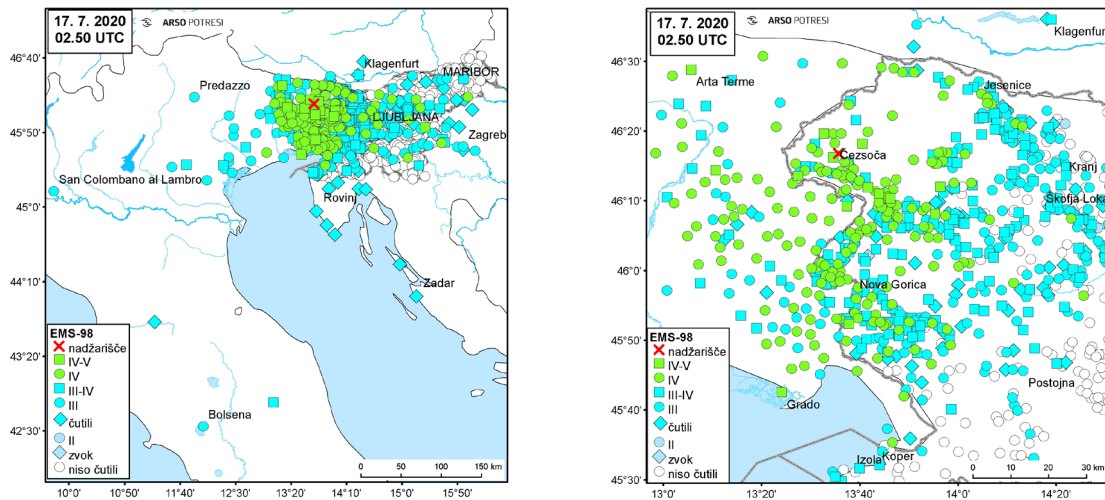 17. 7. 2020
02.50 UTC
ARSO POTRESI
46°40'
45°50'
45°0'
44°10'
43°20'
42°30'
Klagenfurt
MARIBOR
Predazzo
LJUBLJANA
Zagreb
San Colombano al Lambro
Rovinj
Zadar
Bolsena
EMS-98
nadžarišče
IV-V
IV
III-IV
III
čutili
II
zvok
niso čutili
0 50 100 150 km
10°0' 10°50' 11°40' 12°30' 13°20' 14°10' 15°0' 15°50'
17. 7. 2020
02.50 UTC
ARSO POTRESI
46°30'
46°20'
46°10'
46°0'
45°50'
45°40'
45°30'
Klagenfurt
Arta Terme
Jesenice
Čezsoča
Kranj
Škofja Loka
Nova Gorica
Postojna
Grado
Izola
Koper
EMS-98
nadžarišče
IV-V
IV
III-IV
III
čutili
II
zvok
niso čutili
0 10 20 30 km
13°0' 13°20' 13°40' 14°0' 14°20'